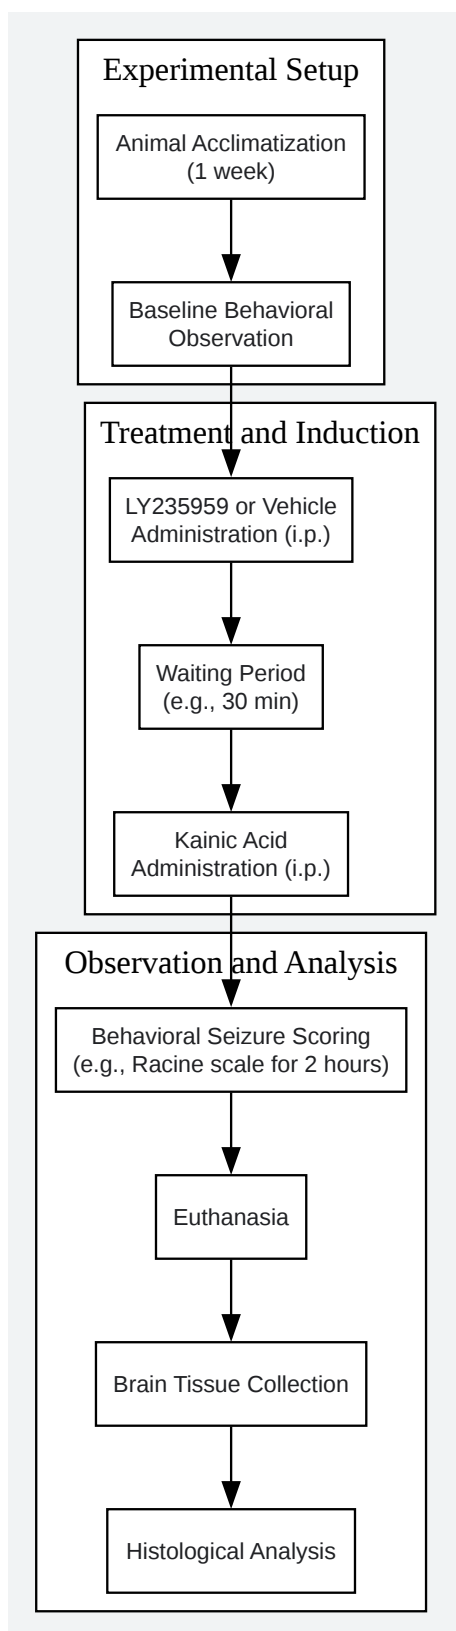 Experimental Setup
Animal Acclimatization
(1 week)
Baseline Behavioral
Observation
Treatment and Induction
LY235959 or Vehicle
Administration (i.p.)
Waiting Period
(e.g., 30 min)
Kainic Acid
Administration (i.p.)
Observation and Analysis
Behavioral Seizure Scoring
(e.g., Racine scale for 2 hours)
Euthanasia
Brain Tissue Collection
Histological Analysis